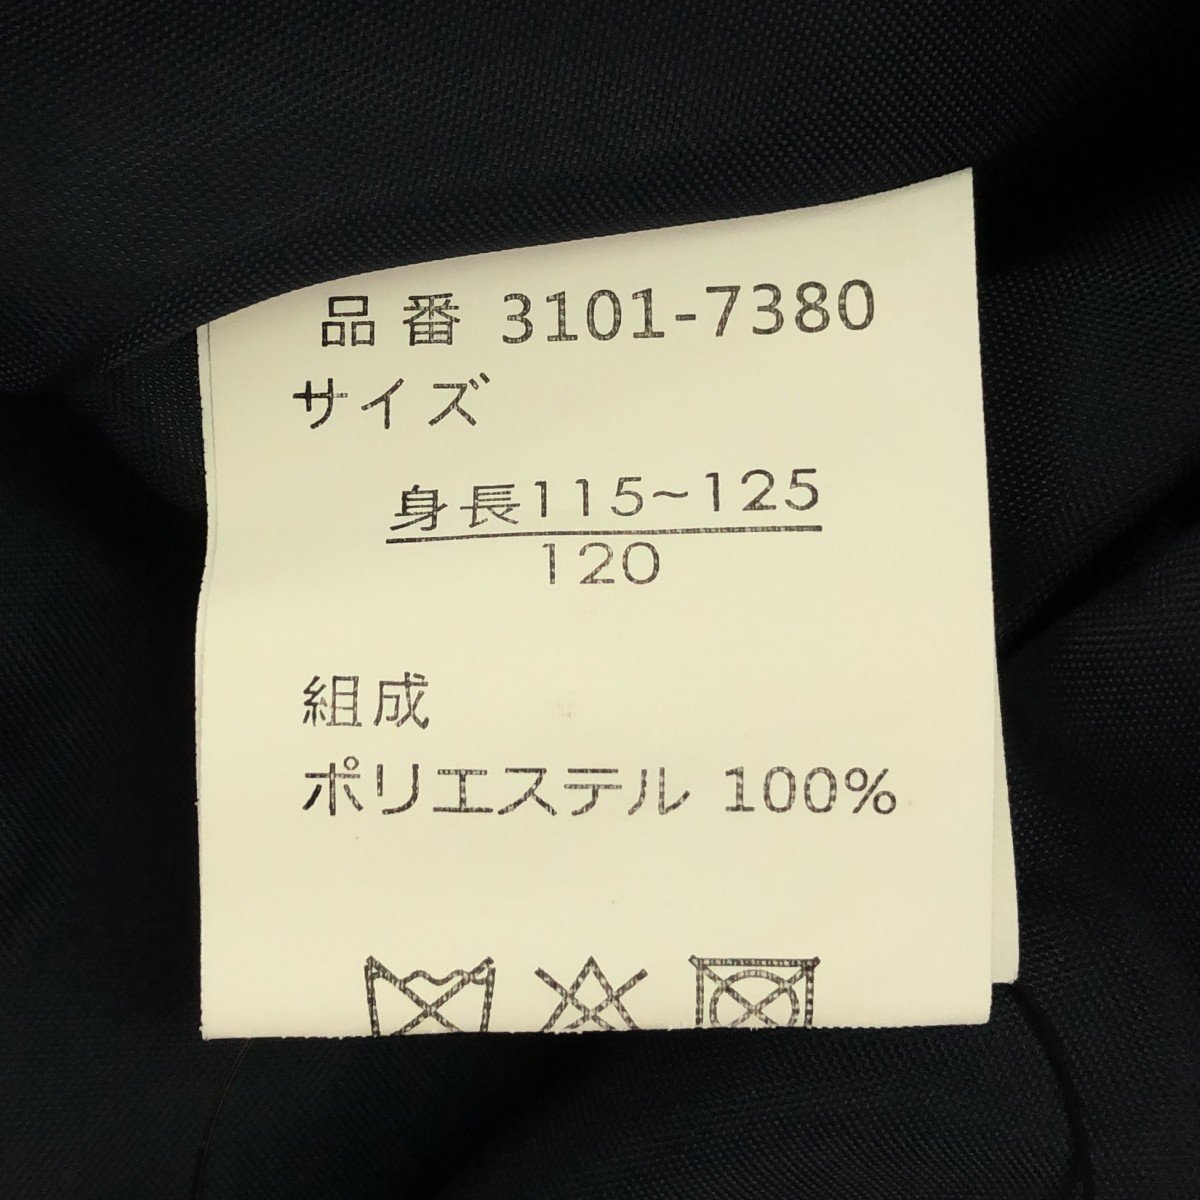 品番 3101-7380
サイズ
身長115~125
120
組成
ポリエステル 100%